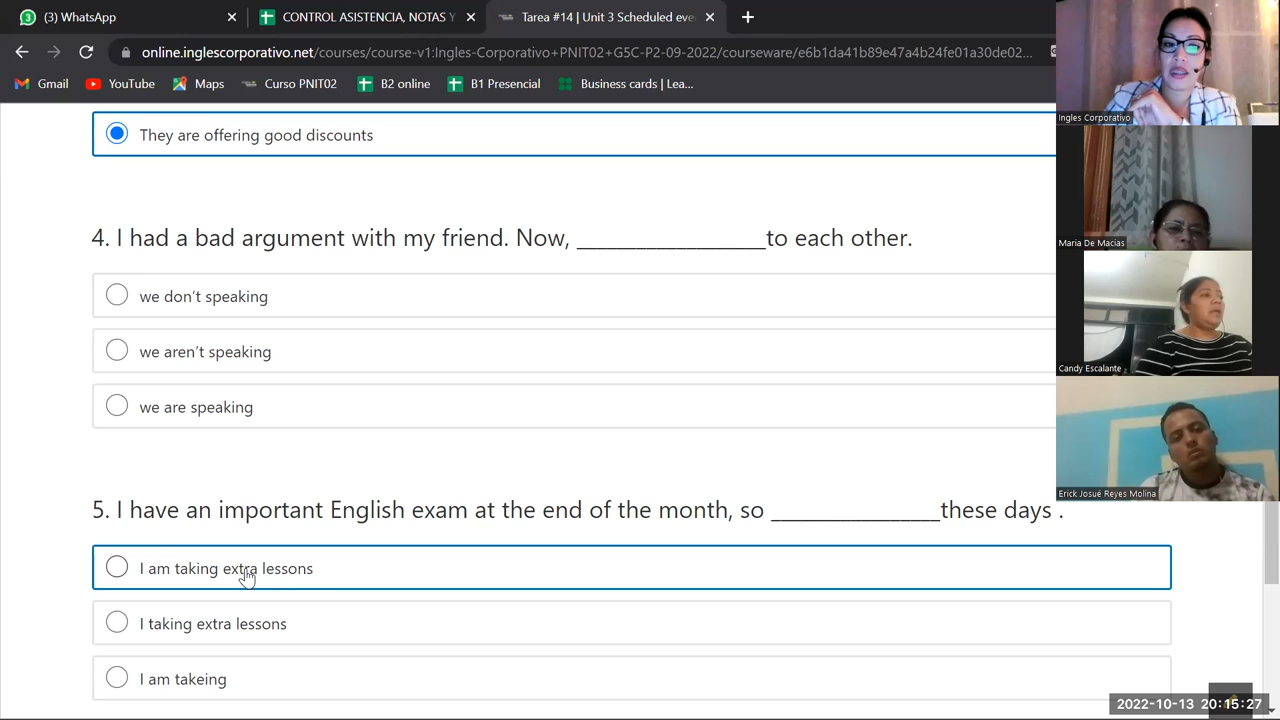 (3) WhatsApp
CONTROL ASISTENCIA, NOTAS Y
Tarea #14 | Unit 3 Scheduled eve
online.inglescorporativo.net/courses/course-v1:Ingles-Corporativo+PNIT02+G5C-P2-09-2022/courseware/e6b1da41b89e4444b24fe01a30de02...
Gmail
YouTube
Maps
Curso PNIT02
B2 online
B1 Presencial
Business cards | Lea...
They are offering good discounts
4. I had a bad argument with my friend. Now, __________________to each other.
we don’t speaking
we aren’t speaking
we are speaking
5. I have an important English exam at the end of the month, so ________________these days .
I am taking extra lessons
I taking extra lessons
I am takeing
Ingles Corporativo
Maria De Macias
Candy Escalante
Erick Josué Reyes Molina
2022-10-13 20:15:27